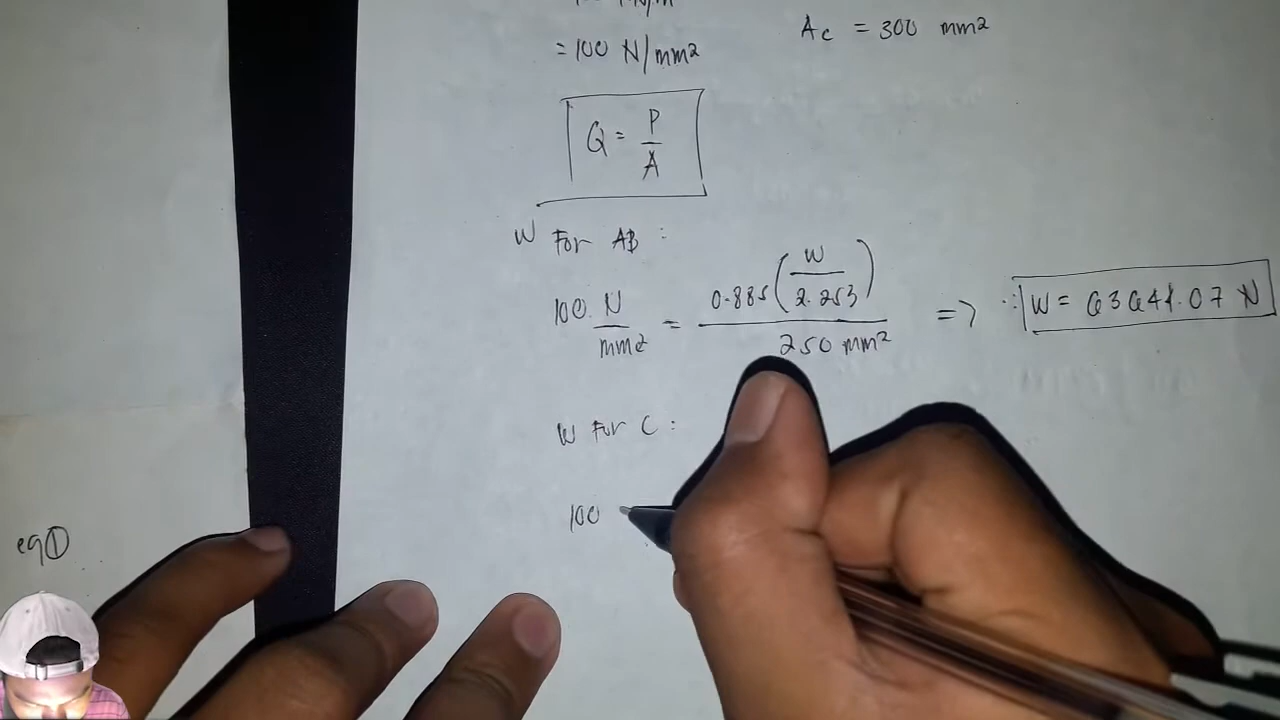 = 100 N/mm²
Ac = 300 mm²
Q = P/A
W For AB :
100 N/mm² = 0.885 (W/2.253) / 250 mm² => ∴ W = 63641.07 N
W For C :
100
eq①